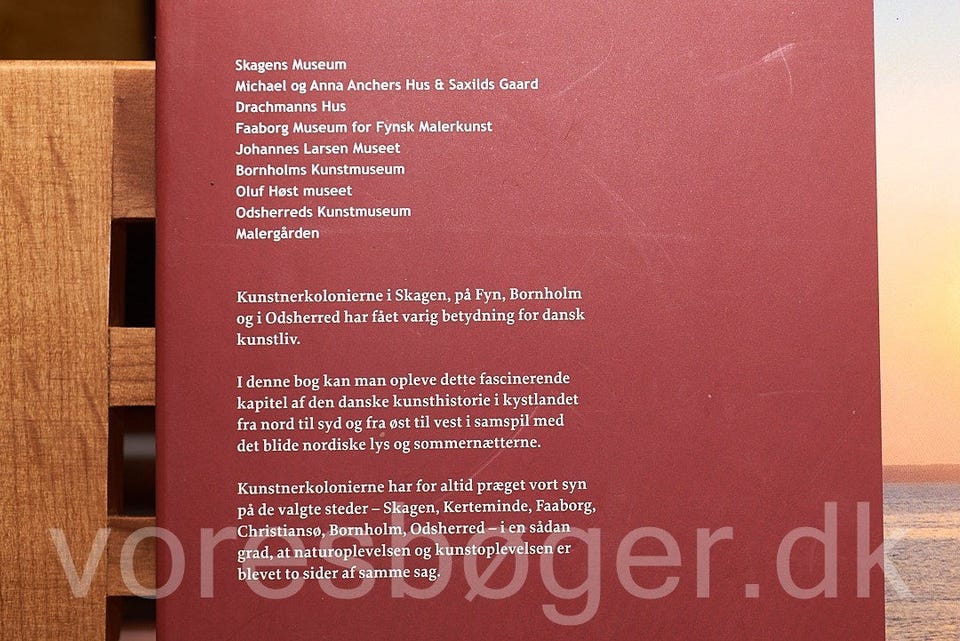 Skagens Museum
Michael og Anna Anchers Hus & Saxilds Gaard
Drachmanns Hus
Faaborg Museum for Fynsk Malerkunst
Johannes Larsen Museet
Bornholms Kunstmuseum
Oluf Høst museet
Odsherreds Kunstmuseum
Malergården
Kunstnerkolonierne i Skagen, på Fyn, Bornholm
og i Odsherred har fået varig betydning for dansk
kunstliv.
I denne bog kan man opleve dette fascinerende
kapitel af den danske kunsthistorie i kystlandet
fra nord til syd og fra øst til vest i samspil med
det blide nordiske lys og sommernætterne.
Kunstnerkolonierne har for altid præget vort syn
på de valgte steder – Skagen, Kerteminde, Faaborg,
Christiansø, Bornholm, Odsherred – i en sådan
grad, at naturoplevelsen og kunstoplevelsen er
blevet to sider af samme sag.
voresbøger.dk